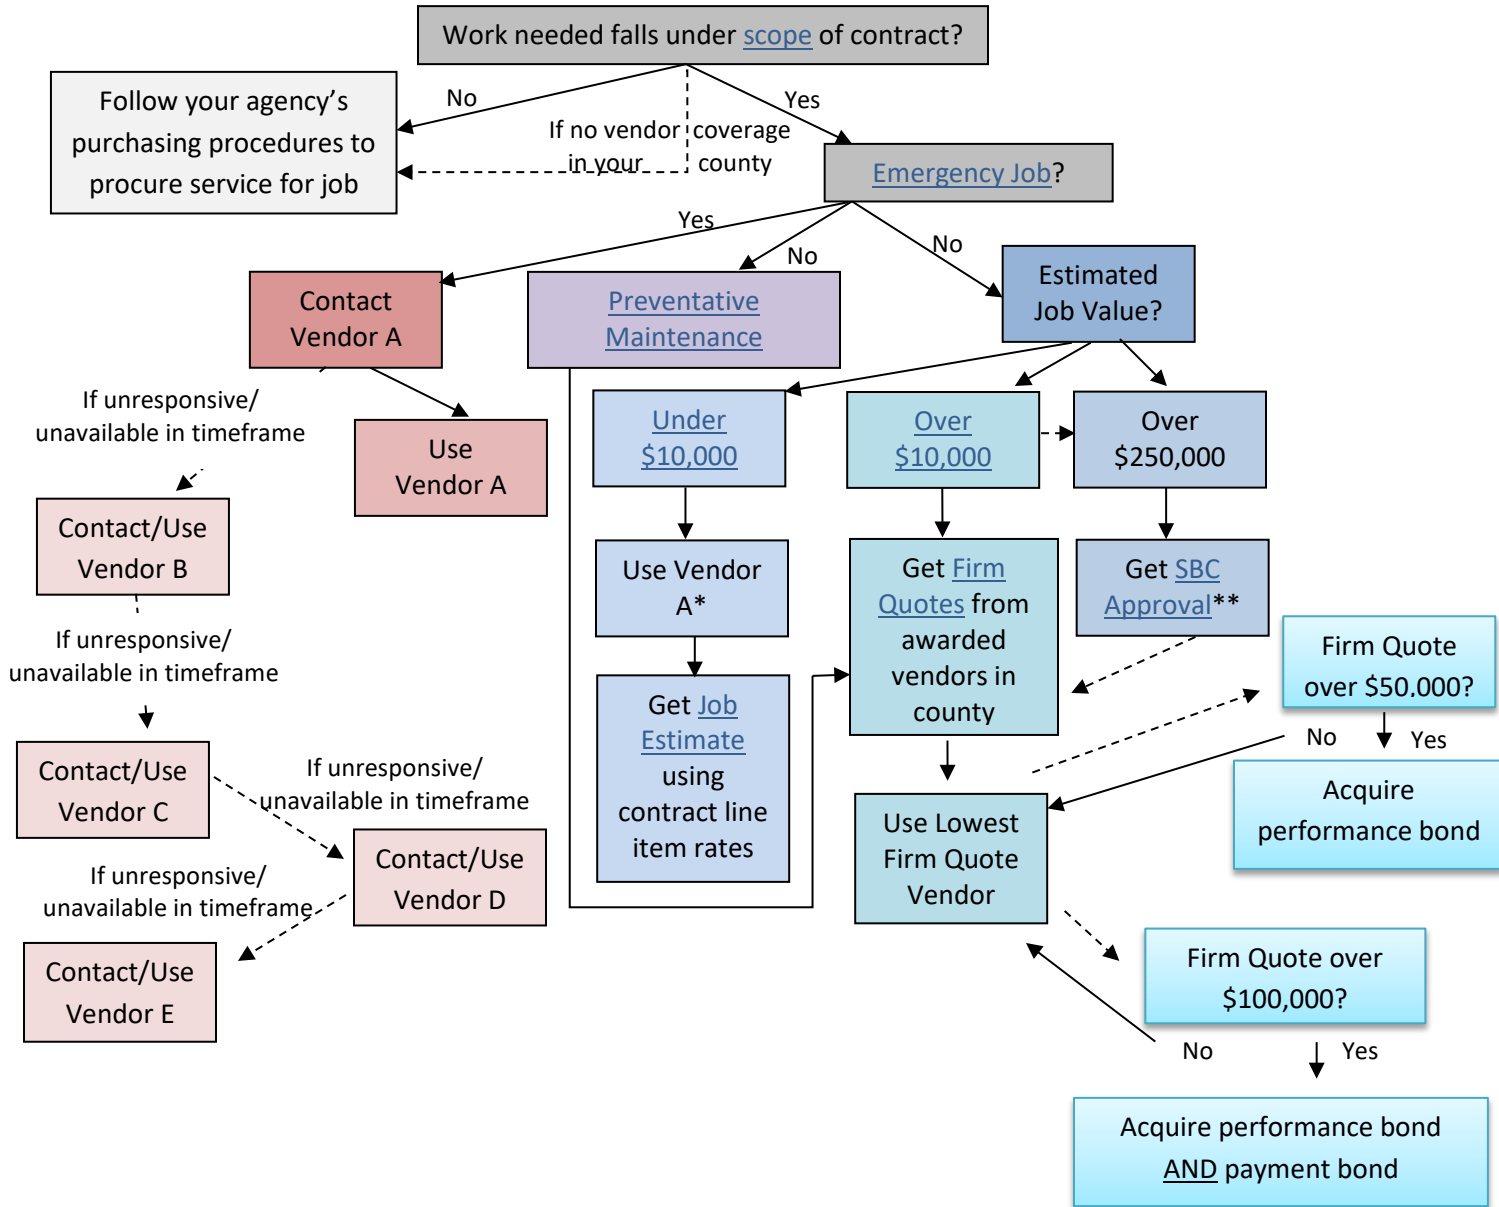 Work needed falls under scope of contract?
Follow your agency’s
purchasing procedures to
procure service for job
No
Yes
If no vendor coverage
in your county
Emergency Job?
Yes
No
No
Contact
Vendor A
Preventative
Maintenance
Estimated
Job Value?
If unresponsive/
unavailable in timeframe
Use
Vendor A
Under
$10,000
Over
$10,000
Over
$250,000
Contact/Use
Vendor B
Use Vendor
A*
Get Firm
Quotes from
awarded
vendors in
county
Get SBC
Approval**
If unresponsive/
unavailable in timeframe
Get Job
Estimate
using
contract line
item rates
Firm Quote
over $50,000?
No
Yes
Acquire
performance bond
Contact/Use
Vendor C
If unresponsive/
unavailable in timeframe
Use Lowest
Firm Quote
Vendor
Contact/Use
Vendor D
If unresponsive/
unavailable in timeframe
Contact/Use
Vendor E
Firm Quote over
$100,000?
No
Yes
Acquire performance bond
AND payment bond